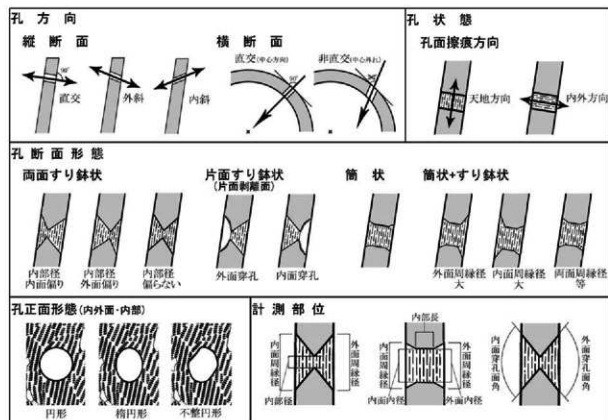 孔方向
縦断面
横断面
90°
直交
外斜
内斜
直交(中心方向)
90°
非直交(中心外れ)
孔状態
孔面擦痕方向
天地方向
内外方向
孔断面形態
両面すり鉢状
内部径
内面偏り
内部径
外面偏り
内部径
偏らない
片面すり鉢状
(片面剥離面)
外面穿孔
内面穿孔
筒状
筒状+すり鉢状
外面周縁径
大
内面周縁径
大
両面周縁径
等
孔正面形態(内外面・内部)
円形
楕円形
不整円形
計測部位
内面周縁径
外面周縁径
内部径
内部長
内面周縁径
外面周縁径
内面内径
外面内径
内面穿孔面角
外面穿孔面角